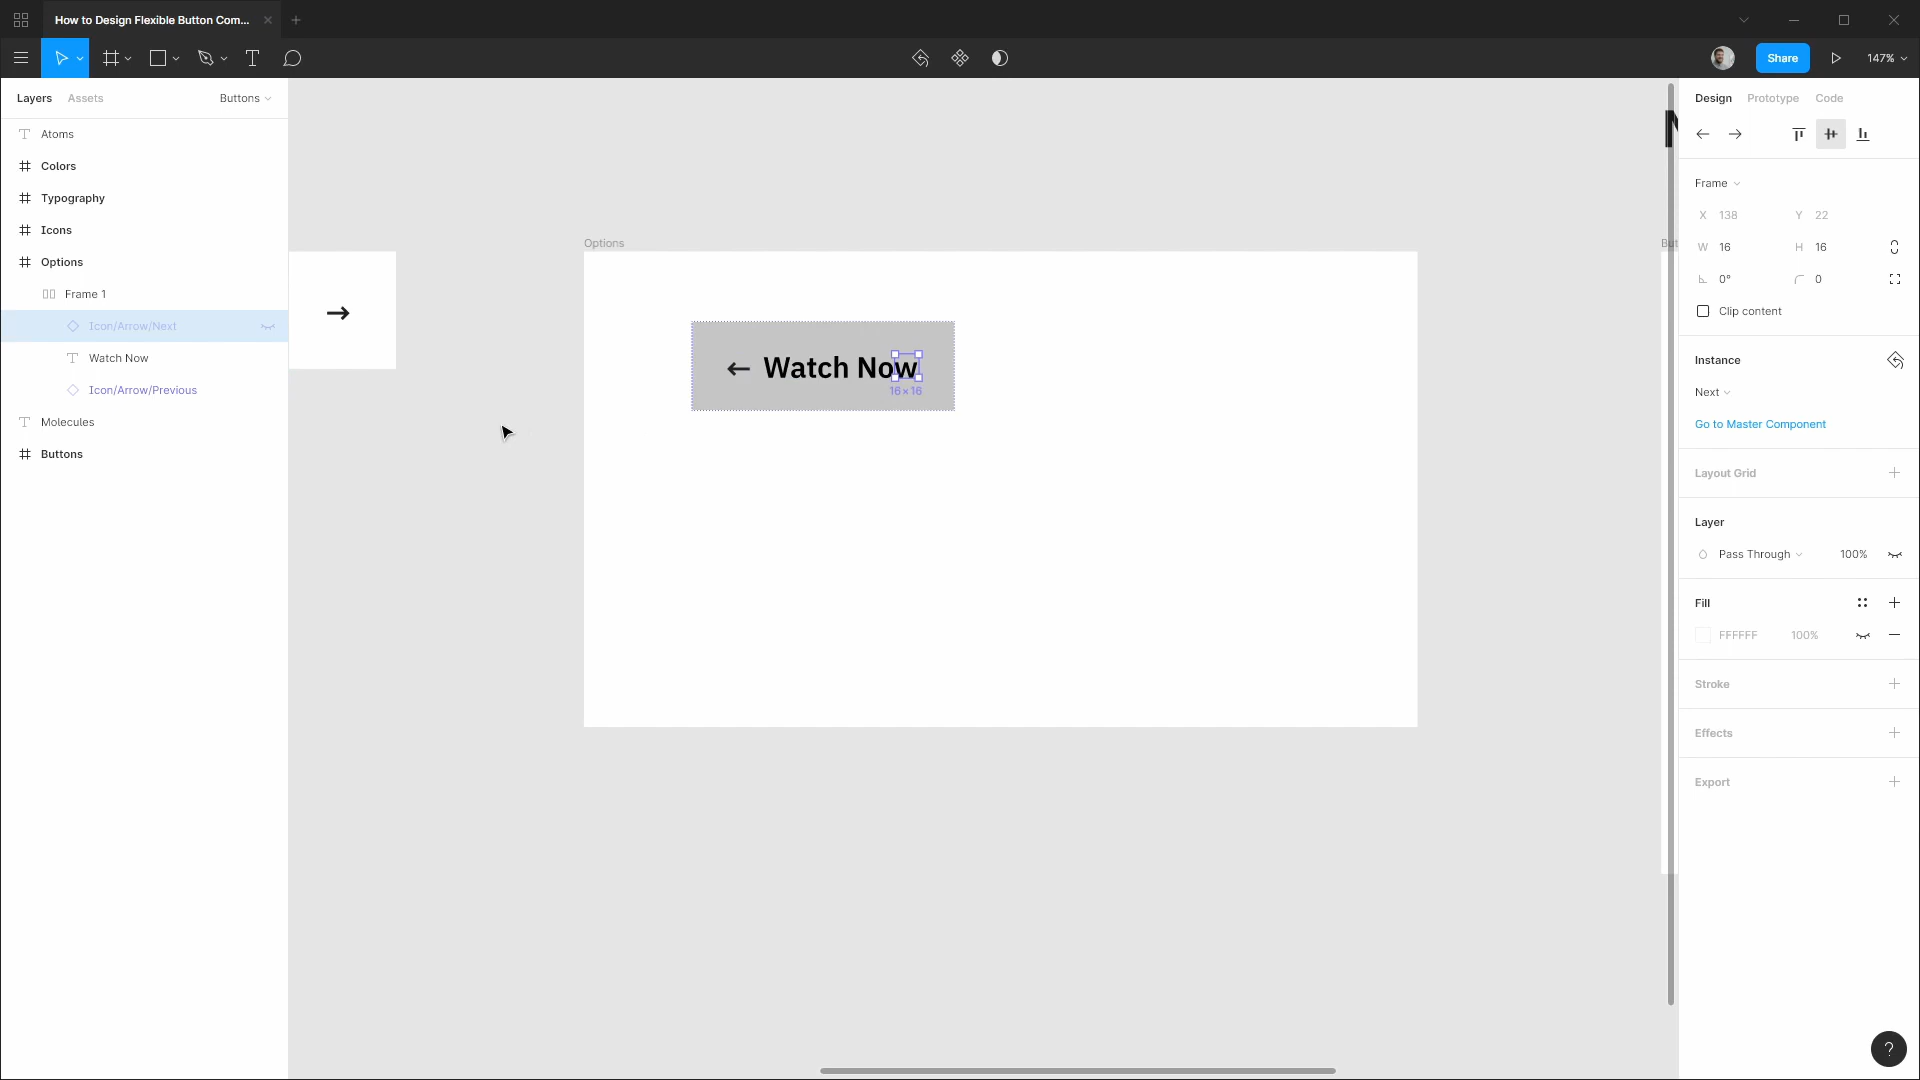 How to Design Flexible Button Com...
Share
147%
Layers
Assets
Buttons
Atoms
Colors
Typography
Icons
Options
Frame 1
Icon/Arrow/Next
Watch Now
Icon/Arrow/Previous
Molecules
Buttons
Options
Watch Now
16 × 16
But
Design
Prototype
Code
Frame
X 138
Y 22
W 16
H 16
0°
0
Clip content
Instance
Next
Go to Master Component
Layout Grid
Layer
Pass Through
100%
Fill
FFFFFF
100%
Stroke
Effects
Export
?